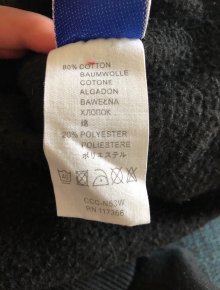 80% COTTON
BAUMWOLLE
COTONE
ALGODON
BAWEŁNA
ХЛОПОК
綿
20% POLYESTER
POLIESTERE
ポリエステル
CCC-N53W
RN 117366